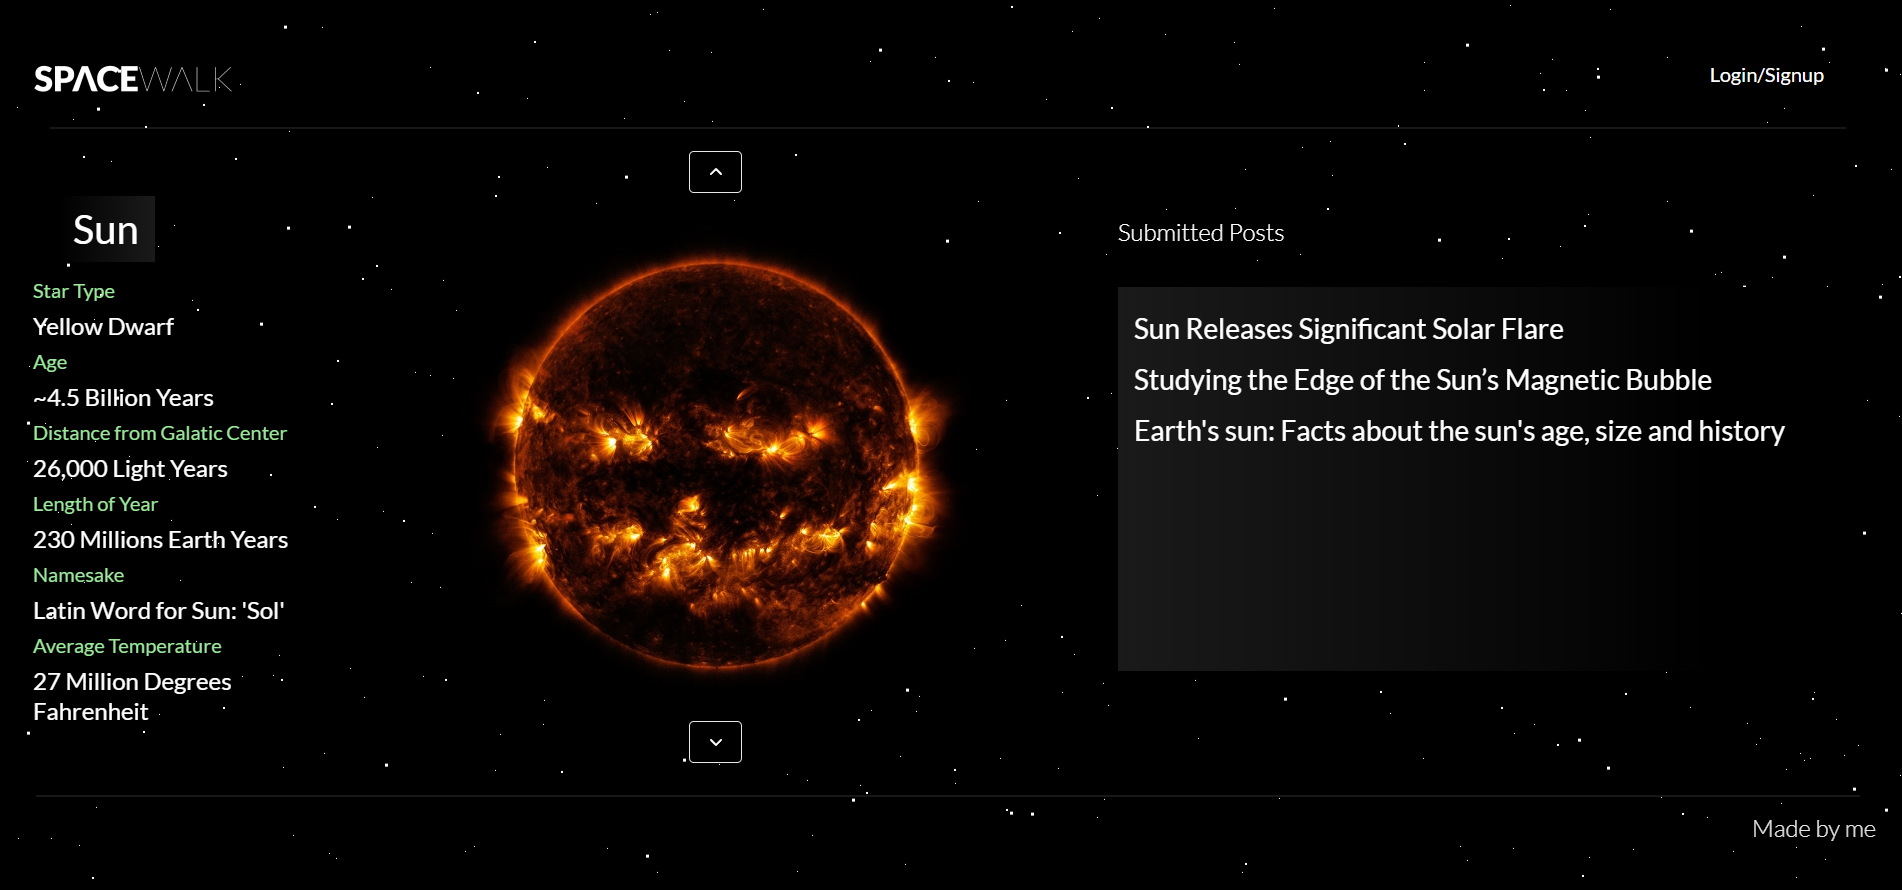 SPACEWALK
Login/Signup
Sun
Star Type
Yellow Dwarf
Age
~4.5 Billion Years
Distance from Galatic Center
26,000 Light Years
Length of Year
230 Millions Earth Years
Namesake
Latin Word for Sun: 'Sol'
Average Temperature
27 Million Degrees
Fahrenheit
Submitted Posts
Sun Releases Significant Solar Flare
Studying the Edge of the Sun’s Magnetic Bubble
Earth's sun: Facts about the sun's age, size and history
Made by me